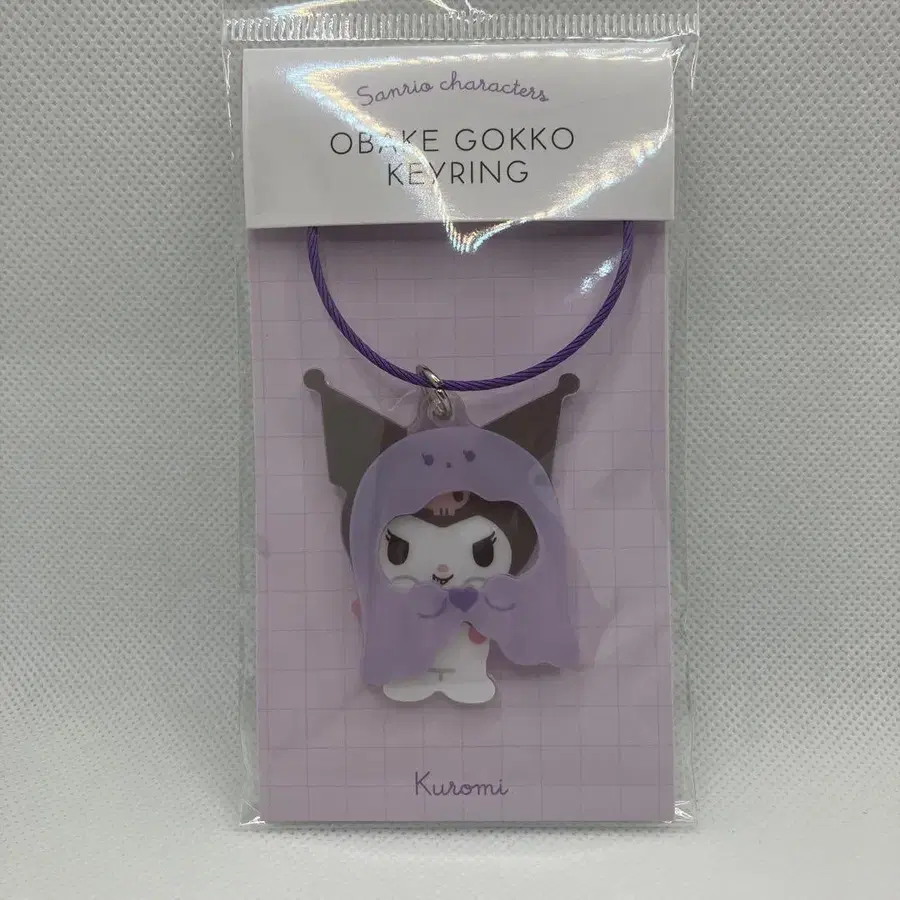 Sanrio characters
OBAKE GOKKO
KEYRING
Kuromi